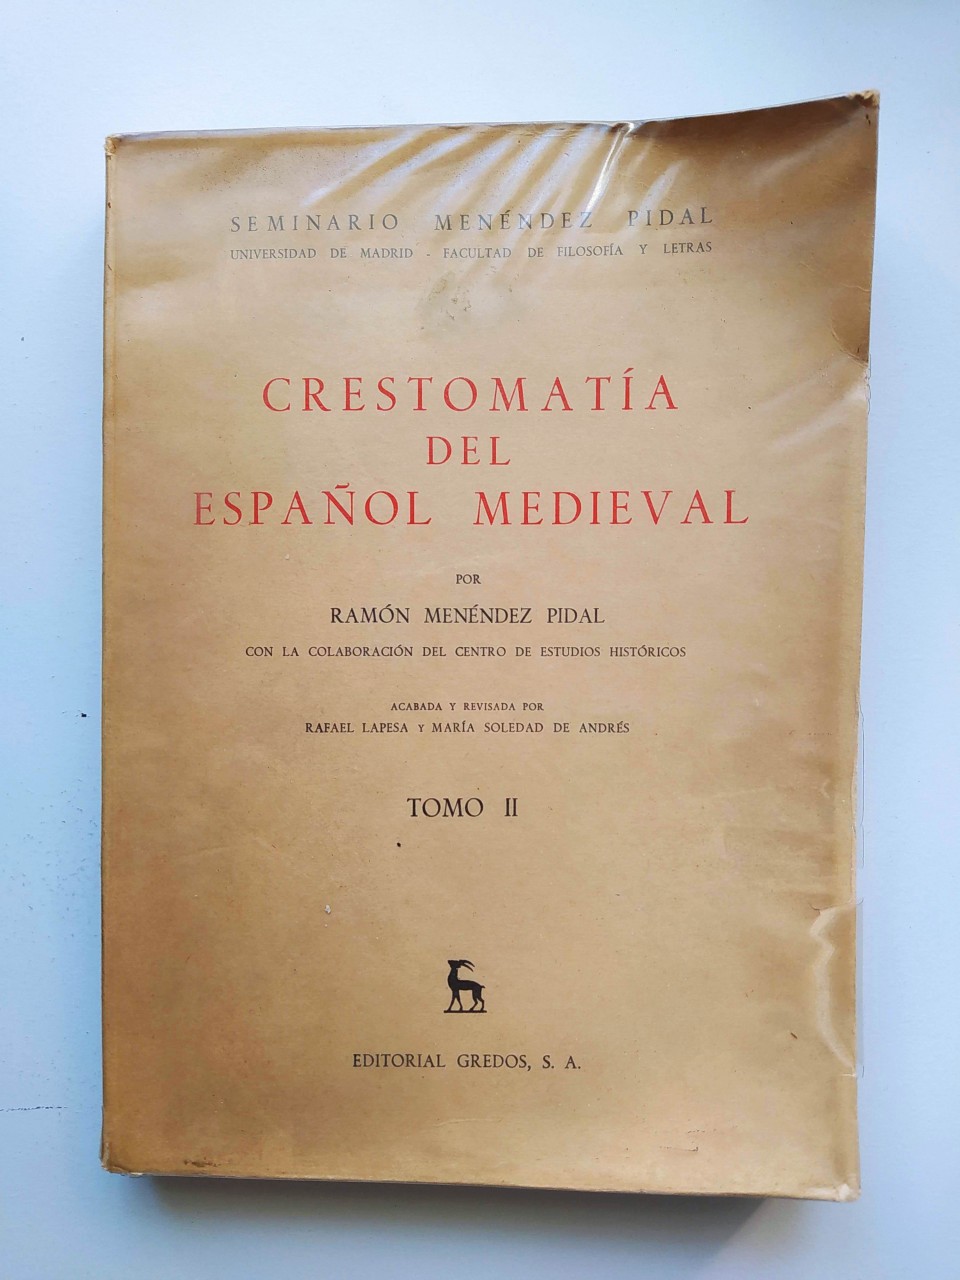 SEMINARIO MENÉNDEZ PIDAL
UNIVERSIDAD DE MADRID - FACULTAD DE FILOSOFÍA Y LETRAS
CRESTOMATÍA
DEL
ESPAÑOL MEDIEVAL
POR
RAMÓN MENÉNDEZ PIDAL
CON LA COLABORACIÓN DEL CENTRO DE ESTUDIOS HISTÓRICOS
ACABADA Y REVISADA POR
RAFAEL LAPESA Y MARÍA SOLEDAD DE ANDRÉS
TOMO II
EDITORIAL GREDOS, S. A.